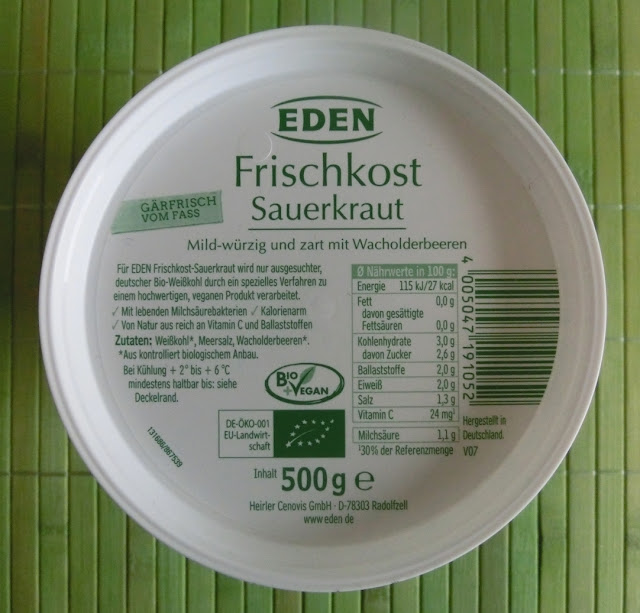 EDEN
Frischkost
Sauerkraut
GÄRFRISCH
VOM FASS
Mild-würzig und zart mit Wacholderbeeren
Für EDEN Frischkost-Sauerkraut wird nur ausgesuchter,
deutscher Bio-Weißkohl durch ein spezielles Verfahren zu
einem hochwertigen, veganen Produkt verarbeitet.
✓ Mit lebenden Milchsäurebakterien ✓ Kalorienarm
✓ Von Natur aus reich an Vitamin C und Ballaststoffen
Zutaten: Weißkohl*, Meersalz, Wacholderbeeren*.
*Aus kontrolliert biologischem Anbau.
Bei Kühlung + 2° bis + 6 °C
mindestens haltbar bis: siehe
Deckelrand.
Ø Nährwerte in 100 g:
Energie 115 kJ/27 kcal
Fett 0,0 g
davon gesättigte
Fettsäuren 0,0 g
Kohlenhydrate 3,0 g
davon Zucker 2,6 g
Ballaststoffe 2,0 g
Eiweiß 2,0 g
Salz 1,3 g
Vitamin C 24 mg¹
Milchsäure 1,1 g
¹30% der Referenzmenge
4 005047 191052
Hergestellt in
Deutschland.
V07
BIO
+VEGAN
DE-ÖKO-001
EU-Landwirt-
schaft
131600/007539
Inhalt 500 g e
Heirler Cenovis GmbH · D-78303 Radolfzell
www.eden.de